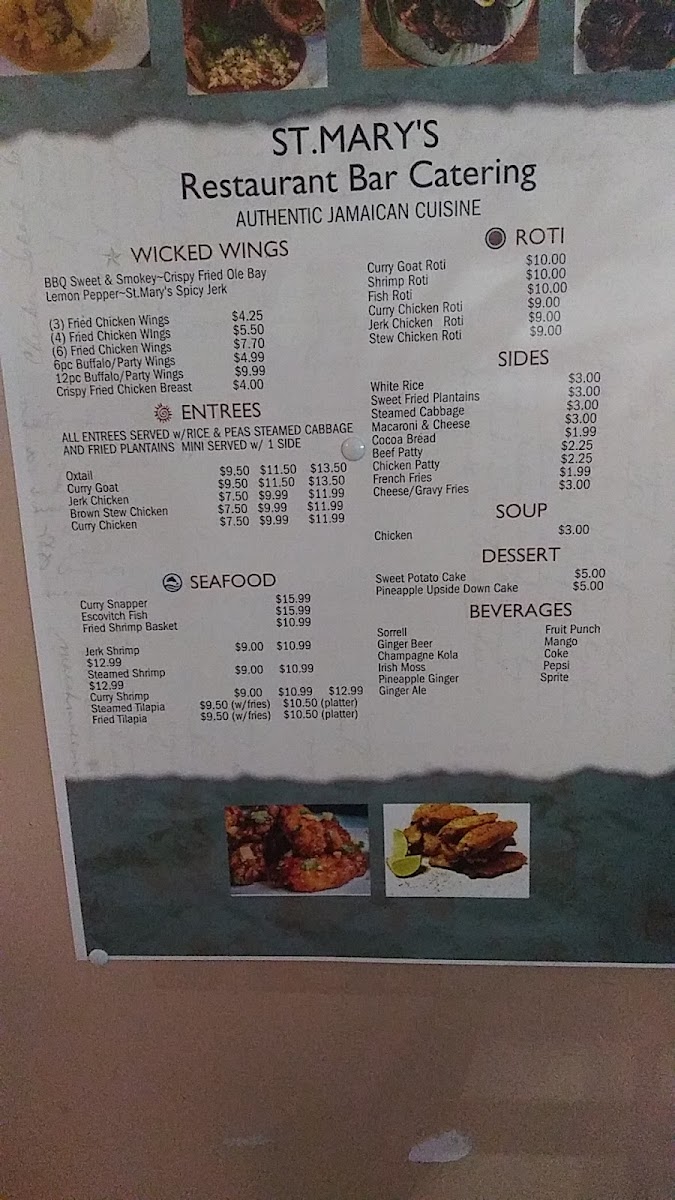 ST.MARY'S
Restaurant Bar Catering
AUTHENTIC JAMAICAN CUISINE
WICKED WINGS
BBQ Sweet & Smokey~Crispy Fried Ole Bay
Lemon Pepper~St.Mary's Spicy Jerk
(3) Fried Chicken Wings $4.25
(4) Fried Chicken Wings $5.50
(6) Fried Chicken Wings $7.70
6pc Buffalo/Party Wings $4.99
12pc Buffalo/Party Wings $9.99
Crispy Fried Chicken Breast $4.00
ENTREES
ALL ENTREES SERVED w/RICE & PEAS STEAMED CABBAGE
AND FRIED PLANTAINS MINI SERVED w/ 1 SIDE
Oxtail $9.50 $11.50 $13.50
Curry Goat $9.50 $11.50 $13.50
Jerk Chicken $7.50 $9.99 $11.99
Brown Stew Chicken $7.50 $9.99 $11.99
Curry Chicken $7.50 $9.99 $11.99
SEAFOOD
Curry Snapper $15.99
Escovitch Fish $15.99
Fried Shrimp Basket $10.99
Jerk Shrimp $9.00 $10.99
$12.99
Steamed Shrimp $9.00 $10.99
$12.99
Curry Shrimp $9.00 $10.99 $12.99
Steamed Tilapia $9.50 (w/fries) $10.50 (platter)
Fried Tilapia $9.50 (w/fries) $10.50 (platter)
ROTI
Curry Goat Roti $10.00
Shrimp Roti $10.00
Fish Roti $10.00
Curry Chicken Roti $9.00
Jerk Chicken Roti $9.00
Stew Chicken Roti $9.00
SIDES
White Rice $3.00
Sweet Fried Plantains $3.00
Steamed Cabbage $3.00
Macaroni & Cheese $3.00
Cocoa Bread $1.99
Beef Patty $2.25
Chicken Patty $2.25
French Fries $1.99
Cheese/Gravy Fries $3.00
SOUP
Chicken $3.00
DESSERT
Sweet Potato Cake $5.00
Pineapple Upside Down Cake $5.00
BEVERAGES
Sorrell Fruit Punch
Ginger Beer Mango
Champagne Kola Coke
Irish Moss Pepsi
Pineapple Ginger Sprite
Ginger Ale